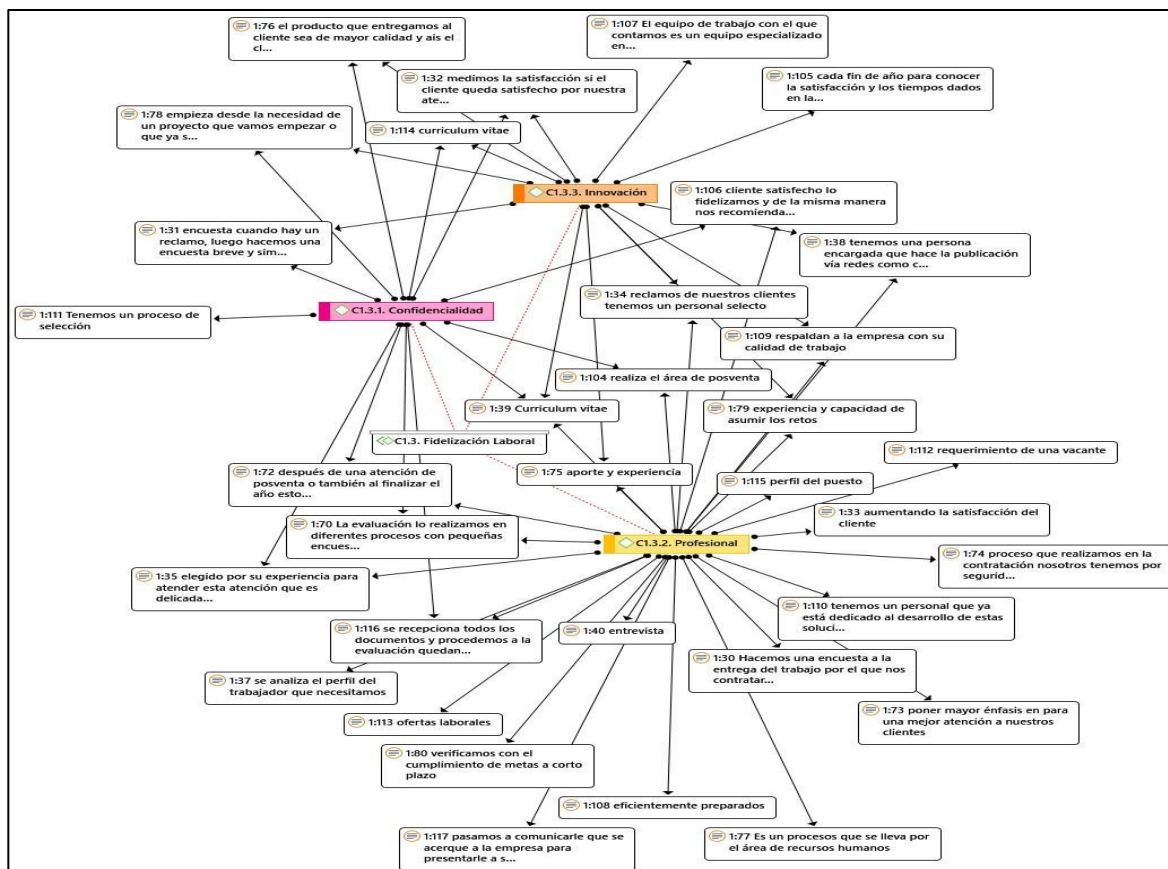 1:76 el producto que entregamos al
cliente sea de mayor calidad y ais el
cl...
1:107 El equipo de trabajo con el que
contamos es un equipo especializado
en...
1:32 medimos la satisfacción si el
cliente queda satisfecho por nuestra
ate...
1:105 cada fin de año para conocer
la satisfacción y los tiempos dados
en la...
1:78 empieza desde la necesidad de
un proyecto que vamos empezar o
que ya s...
1:114 curriculum vitae
C1.3.3. Innovación
1:106 cliente satisfecho lo
fidelizamos y de la misma manera
nos recomienda...
1:31 encuesta cuando hay un
reclamo, luego hacemos una
encuesta breve y sim...
1:38 tenemos una persona
encargada que hace la publicación
vía redes como c...
1:34 reclamos de nuestros clientes
tenemos un personal selecto
1:111 Tenemos un proceso de
selección
C1.3.1. Confidencialidad
1:109 respaldan a la empresa con su
calidad de trabajo
1:104 realiza el área de posventa
1:39 Curriculum vitae
1:79 experiencia y capacidad de
asumir los retos
C1.3. Fidelización Laboral
1:112 requerimiento de una vacante
1:72 después de una atención de
posventa o también al finalizar el
año esto...
1:75 aporte y experiencia
1:115 perfil del puesto
1:70 La evaluación lo realizamos en
diferentes procesos con pequeñas
encues...
1:33 aumentando la satisfacción del
cliente
C1.3.2. Profesional
1:74 proceso que realizamos en la
contratación nosotros tenemos por
segurid...
1:35 elegido por su experiencia para
atender esta atención que es
delicada...
1:110 tenemos un personal que ya
está dedicado al desarrollo de estas
soluci...
1:116 se recepciona todos los
documentos y procedemos a la
evaluación quedan...
1:40 entrevista
1:30 Hacemos una encuesta a la
entrega del trabajo por el que nos
contratar...
1:37 se analiza el perfil del
trabajador que necesitamos
1:73 poner mayor énfasis en para
una mejor atención a nuestros
clientes
1:113 ofertas laborales
1:80 verificamos con el
cumplimiento de metas a corto
plazo
1:108 eficientemente preparados
1:117 pasamos a comunicarle que se
acerque a la empresa para
presentarle a s...
1:77 Es un procesos que se lleva por
el área de recursos humanos